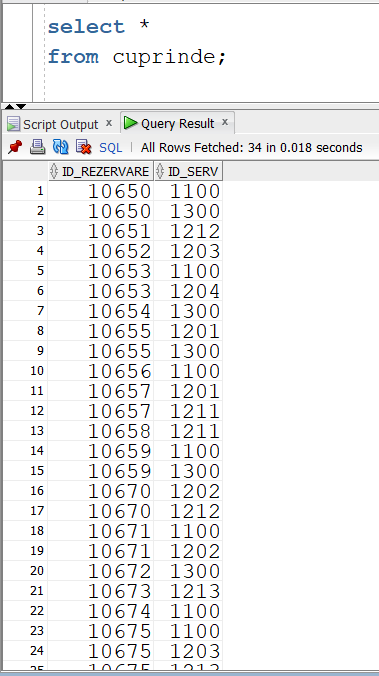 select *
from cuprinde;
Script Output x Query Result x
SQL All Rows Fetched: 34 in 0.018 seconds
ID_REZERVARE ID_SERV
1 10650 1100
2 10650 1300
3 10651 1212
4 10652 1203
5 10653 1100
6 10653 1204
7 10654 1300
8 10655 1201
9 10655 1300
10 10656 1100
11 10657 1201
12 10657 1211
13 10658 1211
14 10659 1100
15 10659 1300
16 10670 1202
17 10670 1212
18 10671 1100
19 10671 1202
20 10672 1300
21 10673 1213
22 10674 1100
23 10675 1100
24 10675 1203
25 10675 1213